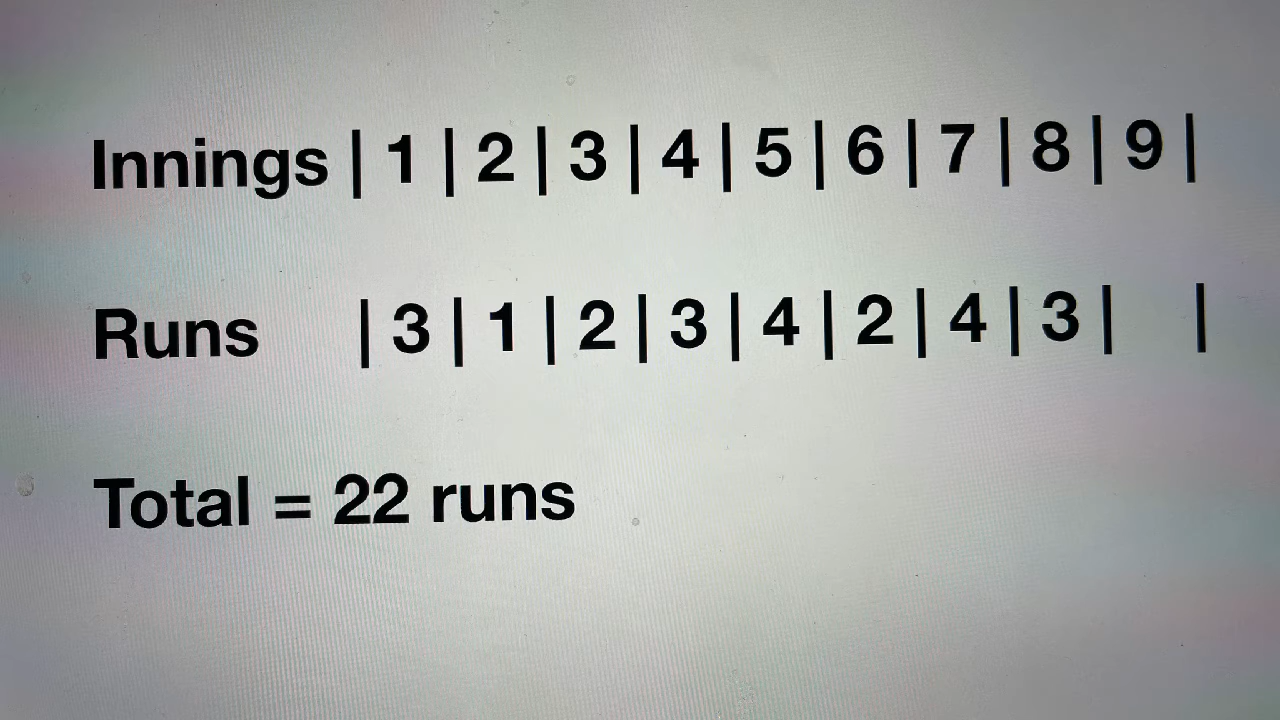 Innings | 1 | 2 | 3 | 4 | 5 | 6 | 7 | 8 | 9 |
Runs | 3 | 1 | 2 | 3 | 4 | 2 | 4 | 3 | |
Total = 22 runs